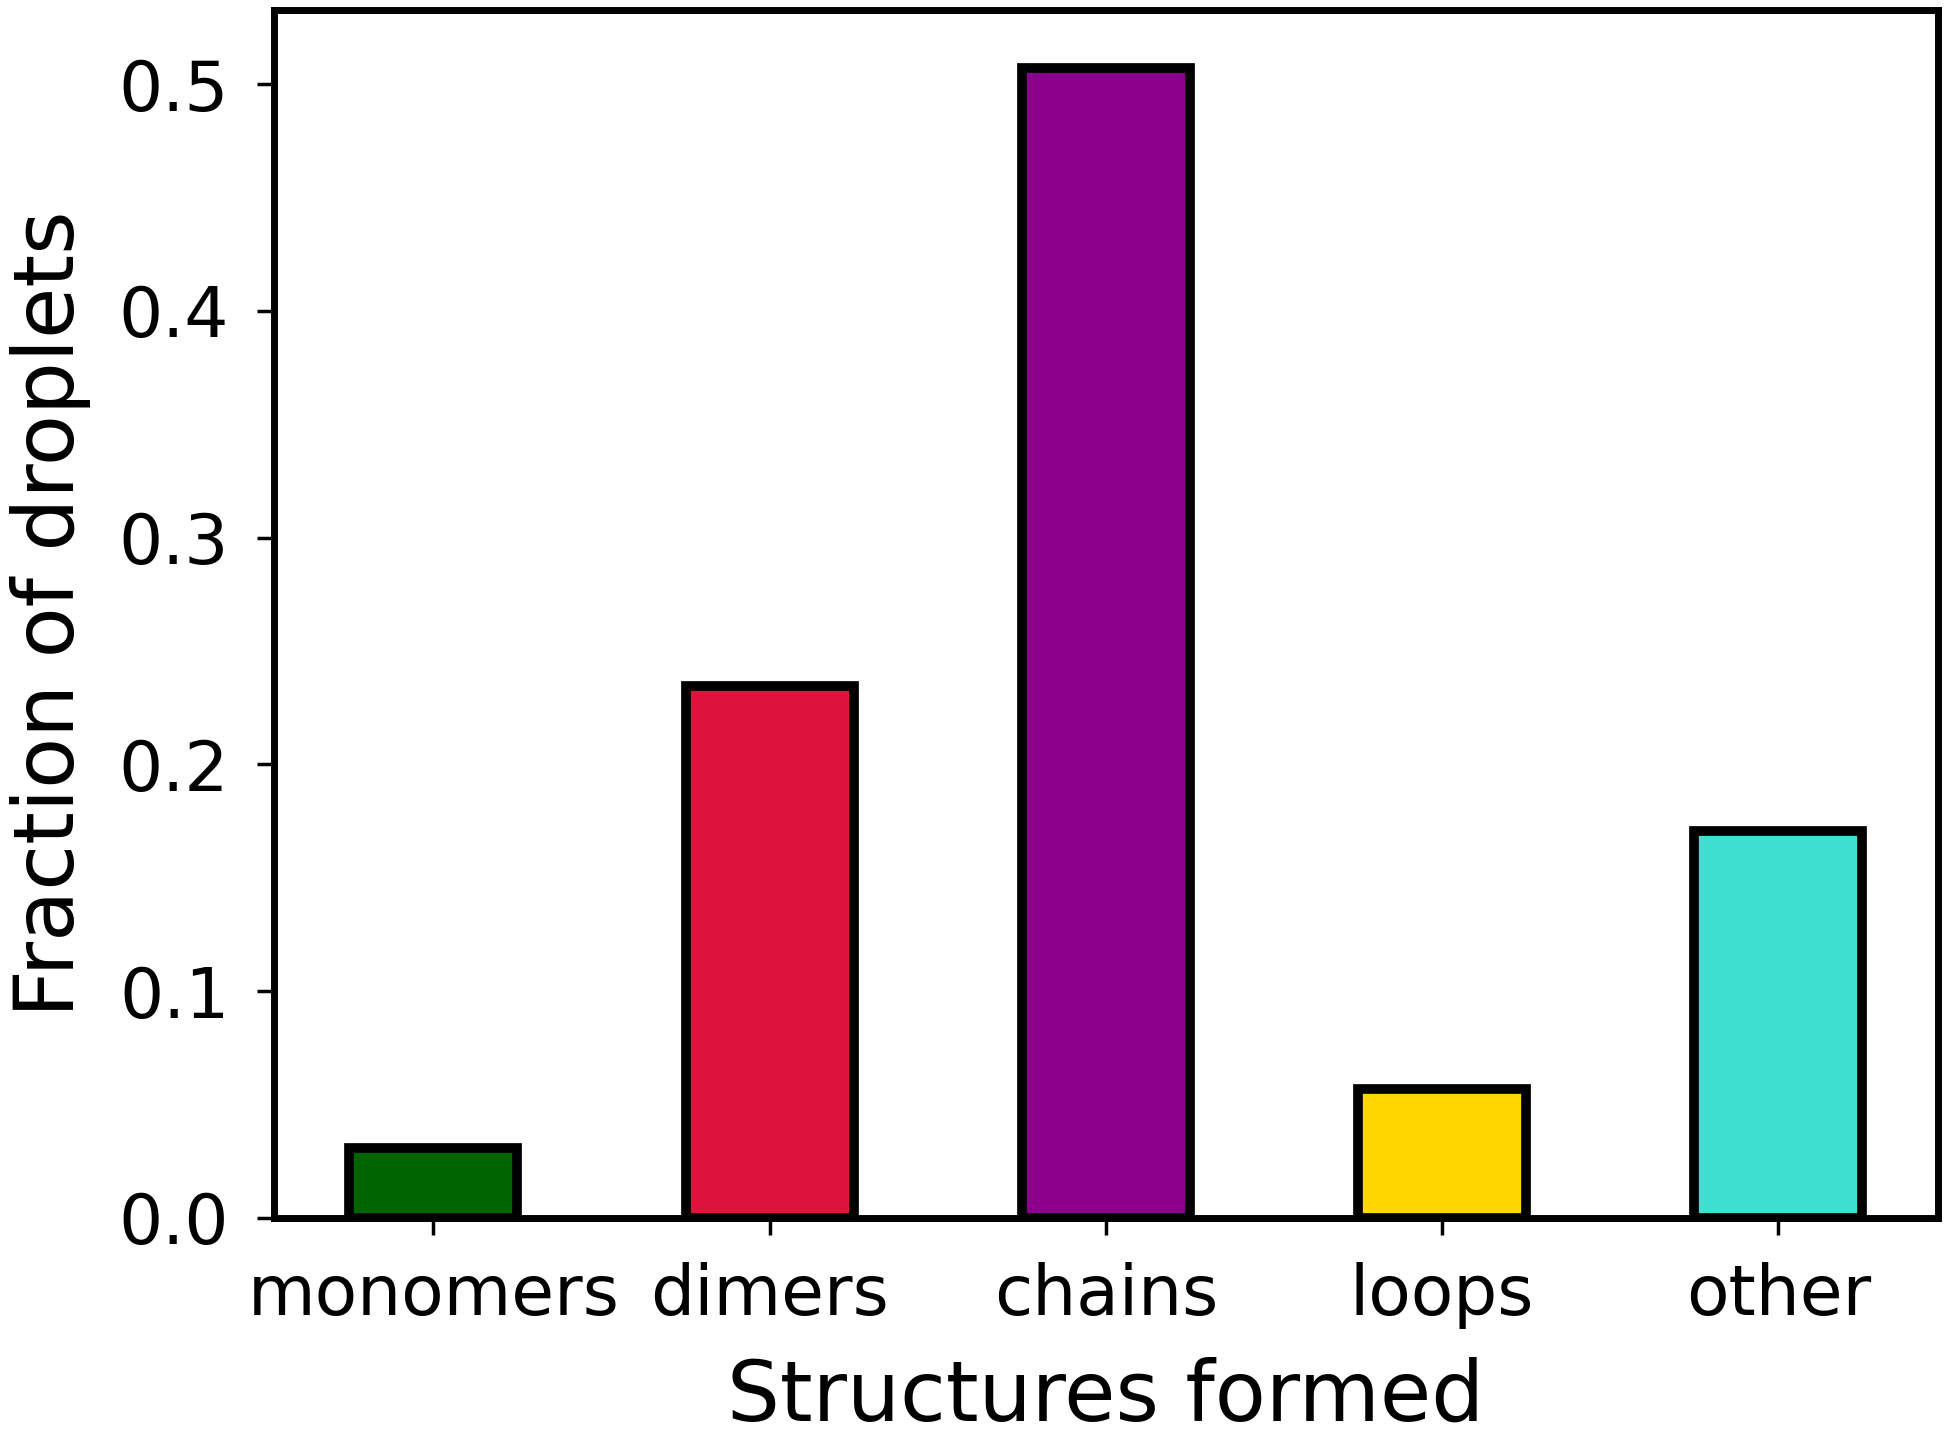 Fraction of droplets
0.5
0.4
0.3
0.2
0.1
0.0
monomers dimers chains loops other
Structures formed